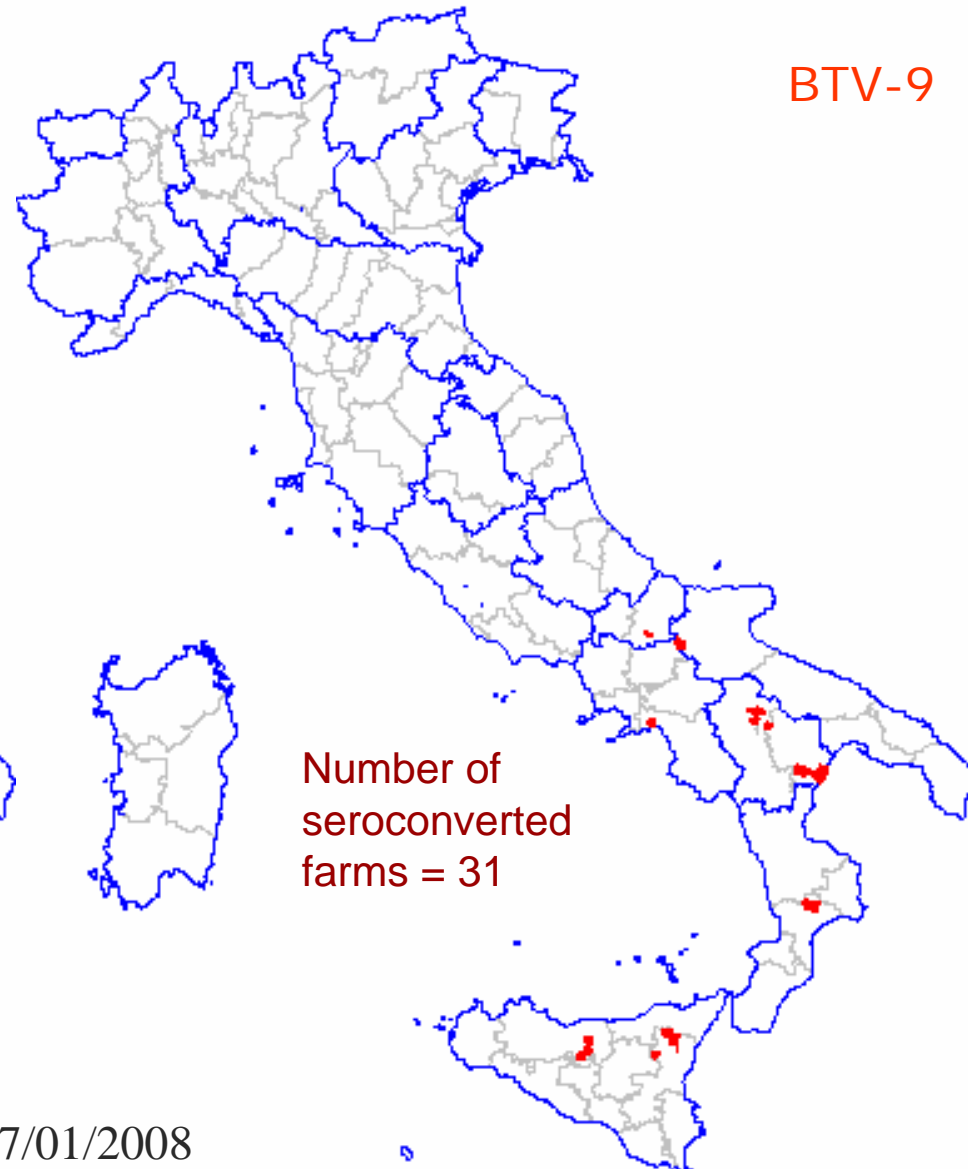 BTV-9
Number of
seroconverted
farms = 31
7/01/2008